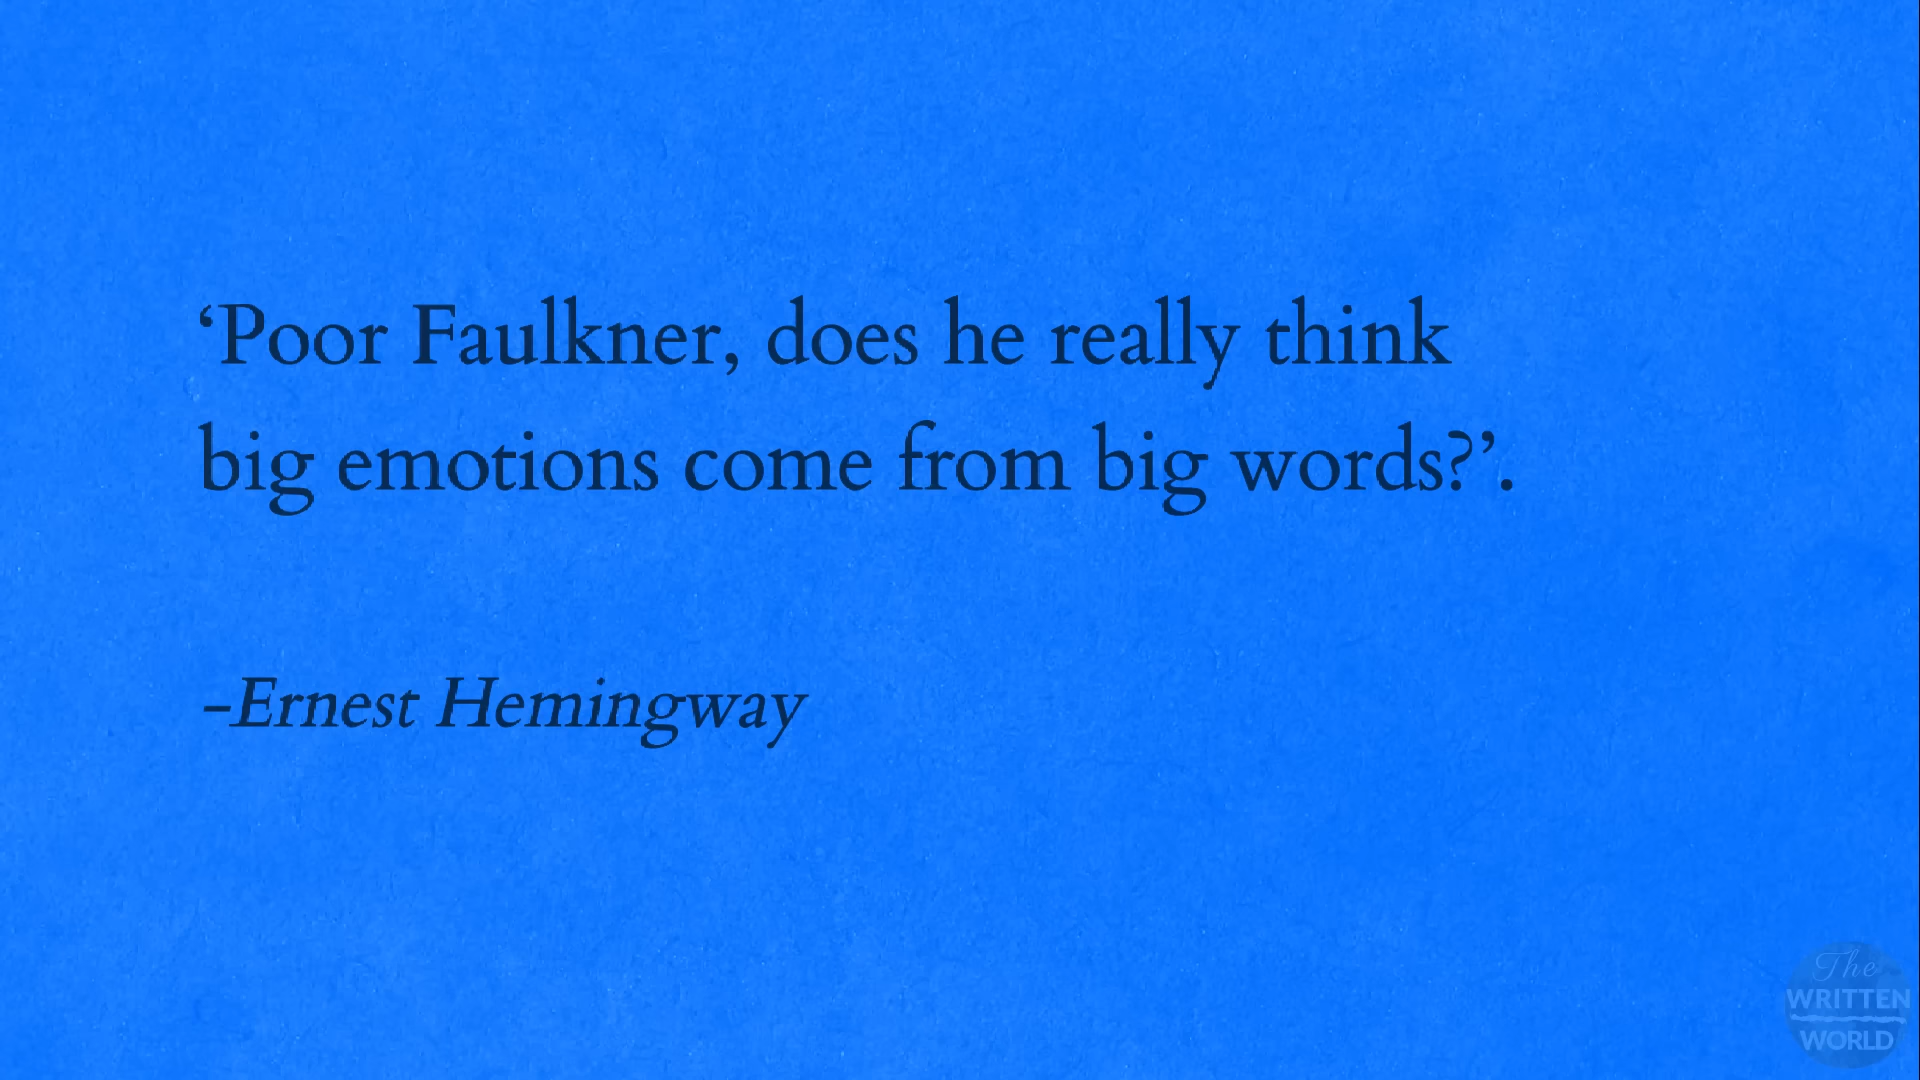 ‘Poor Faulkner, does he really think
big emotions come from big words?’.
-Ernest Hemingway
The
WRITTEN
WORLD